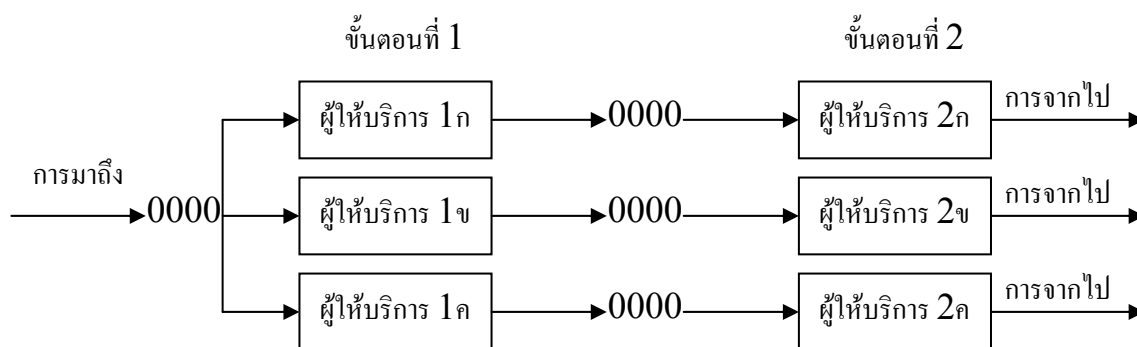 ขั้นตอนที่ 1 ขั้นตอนที่ 2
ผู้ให้บริการ 1ก 0000 ผู้ให้บริการ 2ก การจากไป
การมาถึง 0000 ผู้ให้บริการ 1ข 0000 ผู้ให้บริการ 2ข การจากไป
ผู้ให้บริการ 1ค 0000 ผู้ให้บริการ 2ค การจากไป